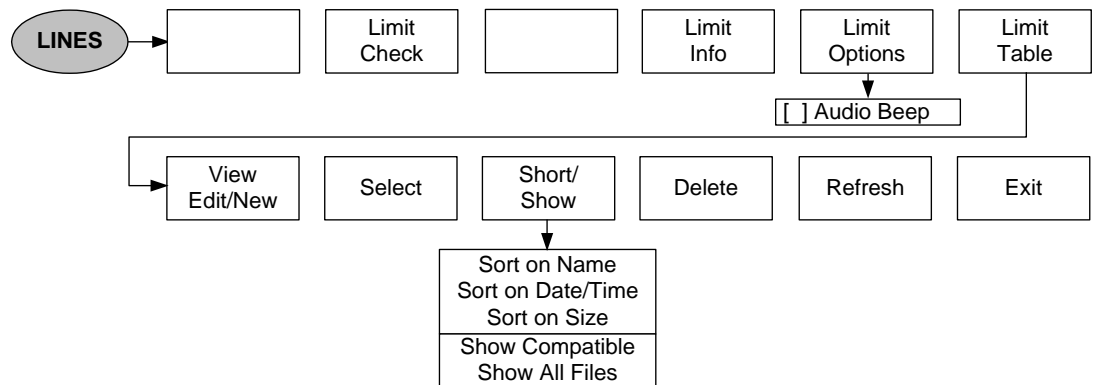 LINES
Limit
Check
Limit
Info
Limit
Options
Limit
Table
[ ] Audio Beep
View
Edit/New
Select
Short/
Show
Delete
Refresh
Exit
Sort on Name
Sort on Date/Time
Sort on Size
Show Compatible
Show All Files